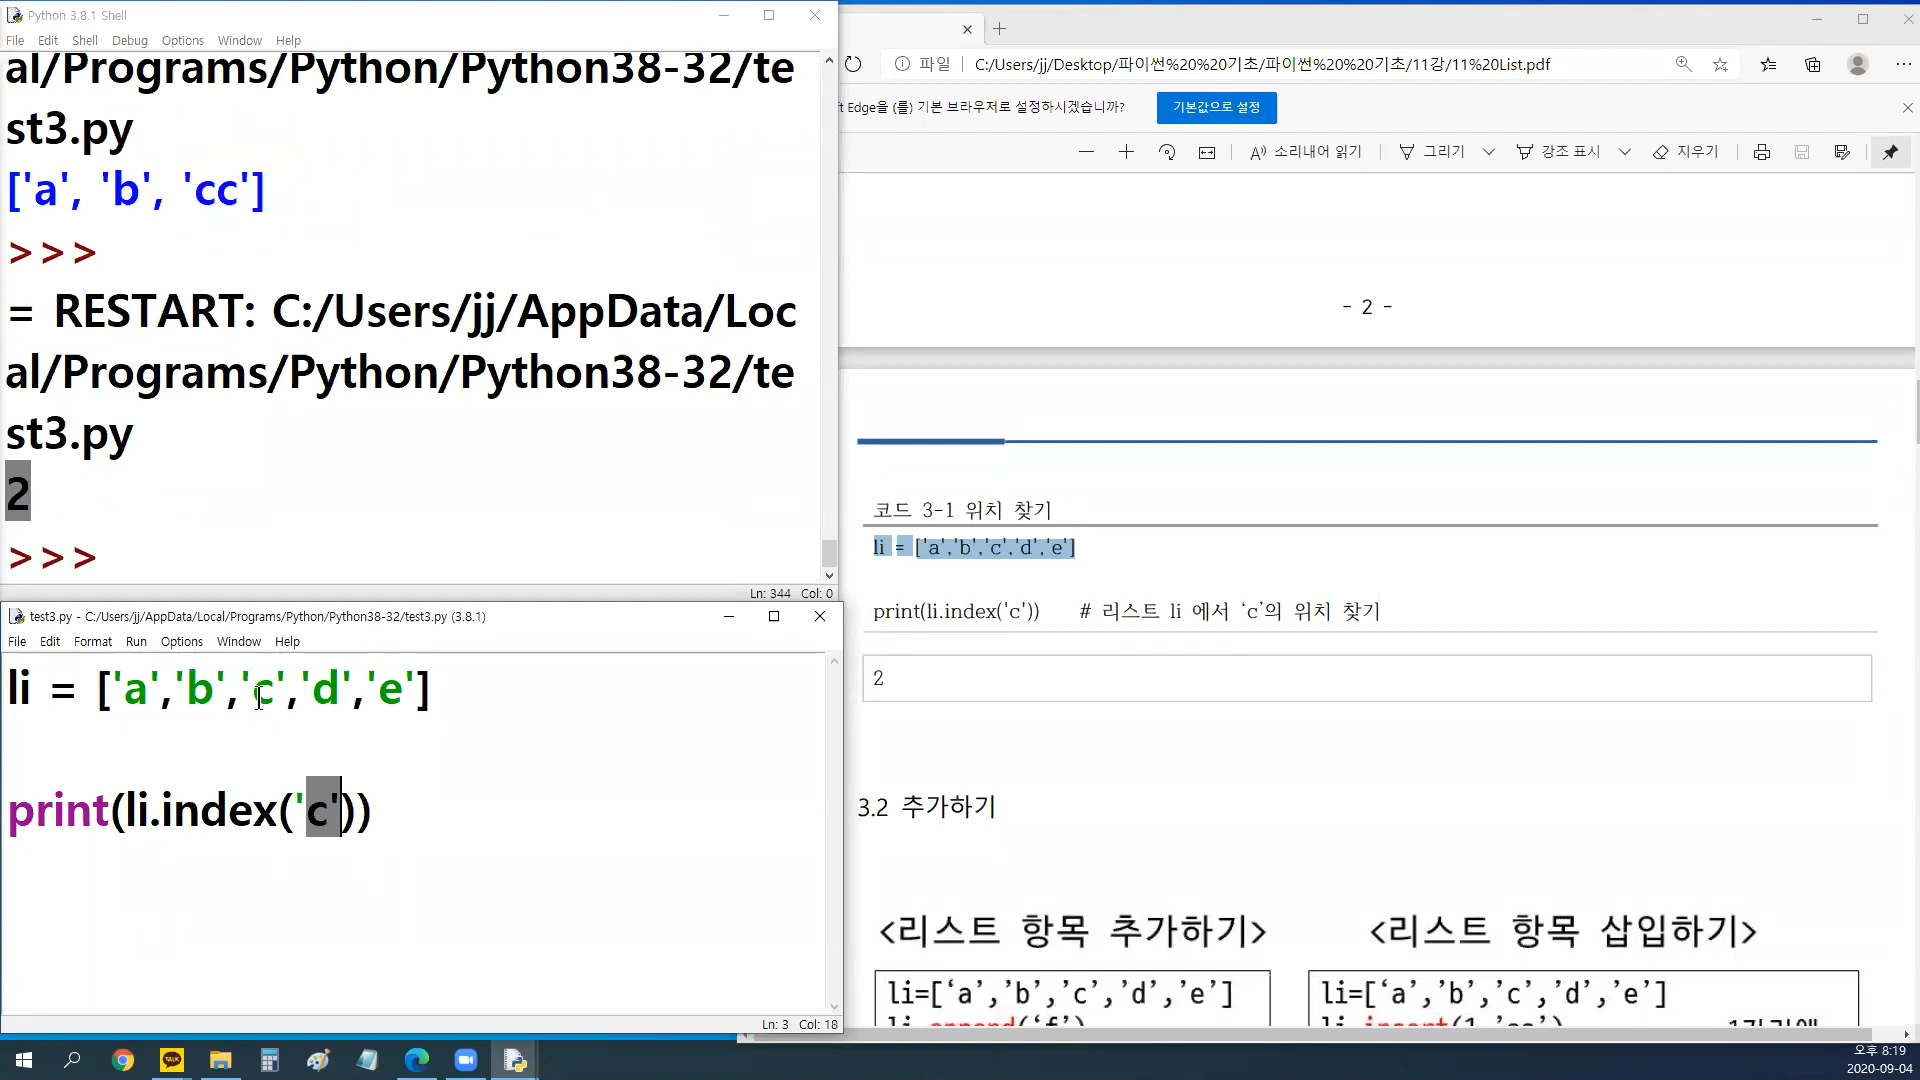 Python 3.8.1 Shell
File Edit Shell Debug Options Window Help
al/Programs/Python/Python38-32/te
st3.py
['a', 'b', 'cc']
>>>
= RESTART: C:/Users/jj/AppData/Loc
al/Programs/Python/Python38-32/te
st3.py
2
>>>
Ln: 344 Col: 0
test3.py - C:/Users/jj/AppData/Local/Programs/Python/Python38-32/test3.py (3.8.1)
File Edit Format Run Options Window Help
li = ['a','b','c','d','e']
print(li.index('c'))
Ln: 3 Col: 18
파일 C:/Users/jj/Desktop/파이썬%20%20기초/파이썬%20%20기초/11강/11%20List.pdf
ft Edge을 (를) 기본 브라우저로 설정하시겠습니까? 기본값으로 설정
소리내어 읽기 그리기 강조 표시 지우기
- 2 -
코드 3-1 위치 찾기
li = ['a','b','c','d','e']
print(li.index('c')) # 리스트 li 에서 ‘c’의 위치 찾기
2
3.2 추가하기
<리스트 항목 추가하기> <리스트 항목 삽입하기>
li=[‘a’,’b’,’c’,’d’,’e’] li=[‘a’,’b’,’c’,’d’,’e’]
TALK
오후 8:19
2020-09-04